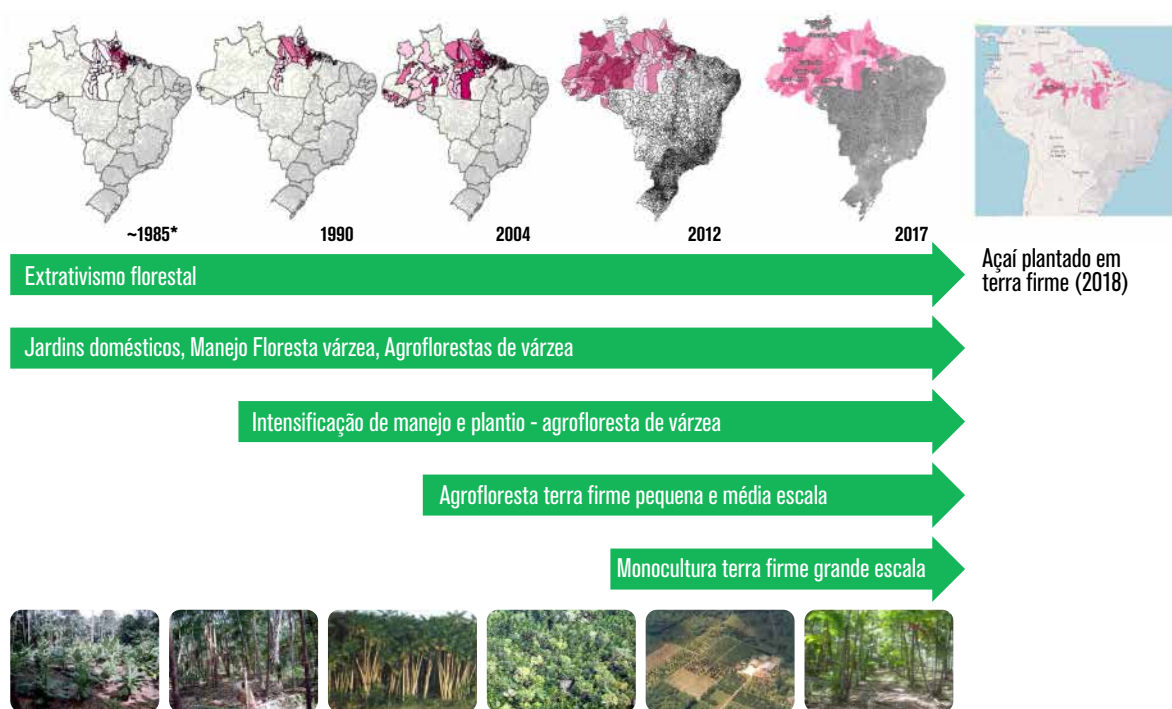 ~1985*
1990
2004
2012
2017
Açaí plantado em
terra firme (2018)
Extrativismo florestal
Jardins domésticos, Manejo Floresta várzea, Agroflorestas de várzea
Intensificação de manejo e plantio - agrofloresta de várzea
Agrofloresta terra firme pequena e média escala
Monocultura terra firme grande escala